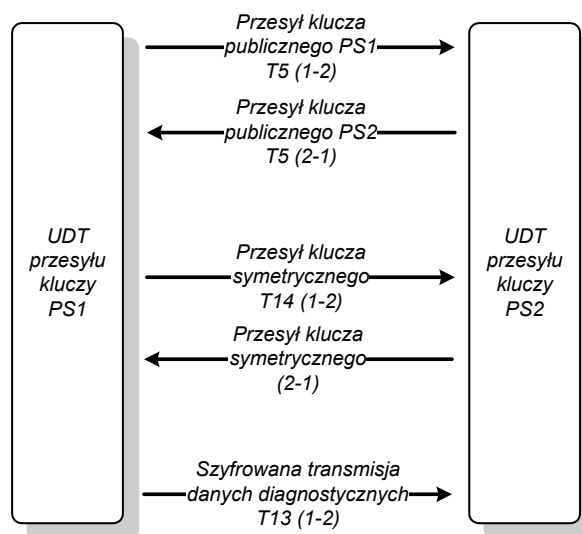 Przesył klucza
publicznego PS1
T5 (1-2)
Przesył klucza
publicznego PS2
T5 (2-1)
UDT
przesyłu
kluczy
PS1
UDT
przesyłu
kluczy
PS2
Przesył klucza
symetrycznego
T14 (1-2)
Przesył klucza
symetrycznego
(2-1)
Szyfrowana transmisja
danych diagnostycznych
T13 (1-2)